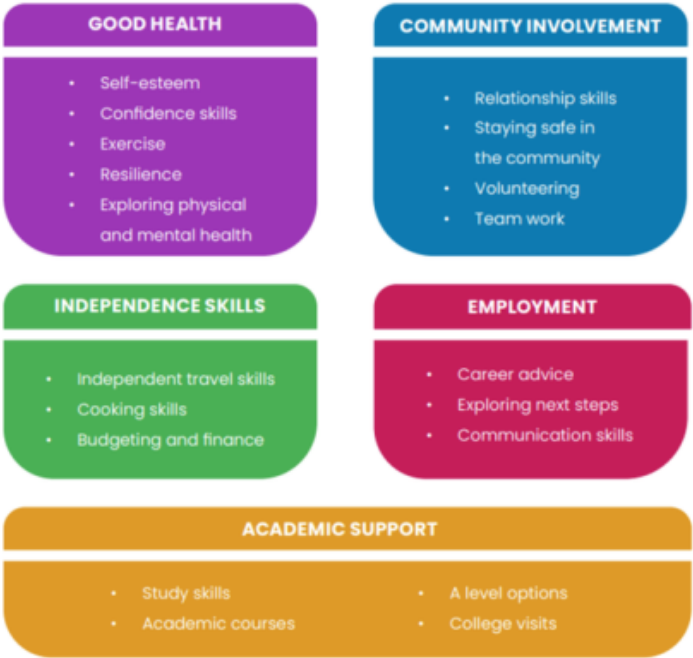 GOOD HEALTH
• Self-esteem
• Confidence skills
• Exercise
• Resilience
• Exploring physical
and mental health
COMMUNITY INVOLVEMENT
• Relationship skills
• Staying safe in
the community
• Volunteering
• Team work
INDEPENDENCE SKILLS
• Independent travel skills
• Cooking skills
• Budgeting and finance
EMPLOYMENT
• Career advice
• Exploring next steps
• Communication skills
ACADEMIC SUPPORT
• Study skills
• Academic courses
• A level options
• College visits